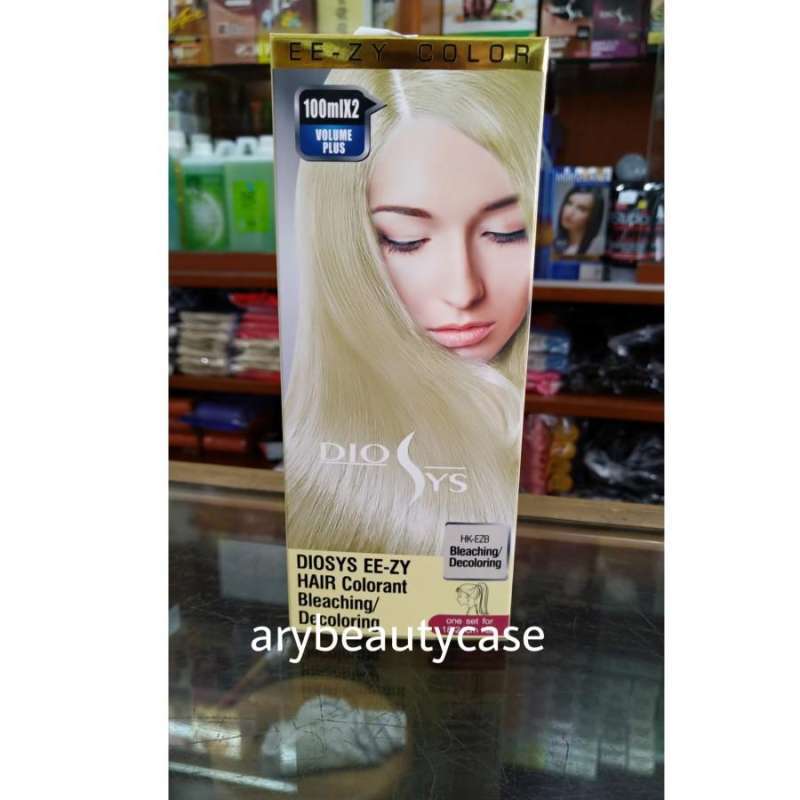 EE-ZY COLOR
100mlX2
VOLUME
PLUS
DIOSYS
HK-EZB
Bleaching/
Decoloring
DIOSYS EE-ZY
HAIR Colorant
Bleaching/
Decoloring
one set for
arybeautycase